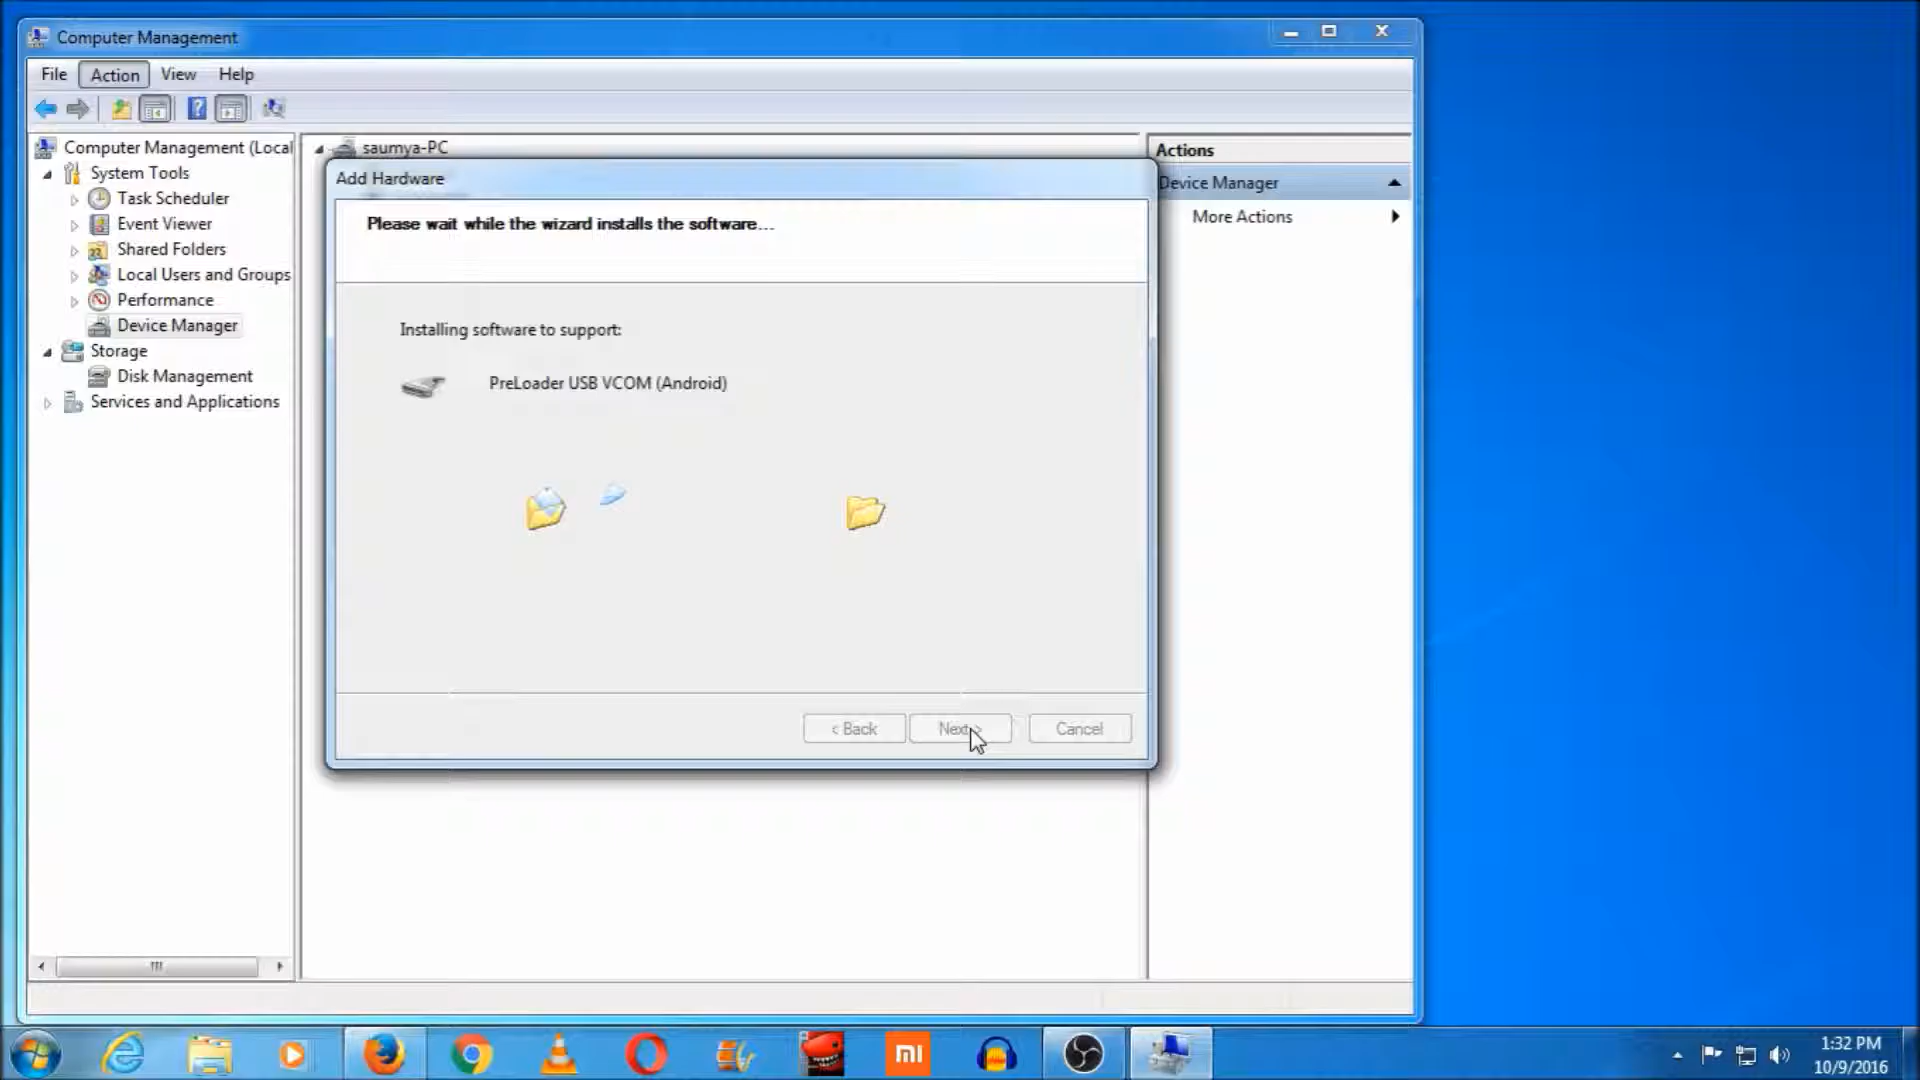 Computer Management
File Action View Help
Computer Management (Local
System Tools
Task Scheduler
Event Viewer
Shared Folders
Local Users and Groups
Performance
Device Manager
Storage
Disk Management
Services and Applications
saumya-PC
Add Hardware
Please wait while the wizard installs the software...
Installing software to support:
PreLoader USB VCOM (Android)
< Back Next > Cancel
Actions
Device Manager
More Actions
mi
1:32 PM
10/9/2016